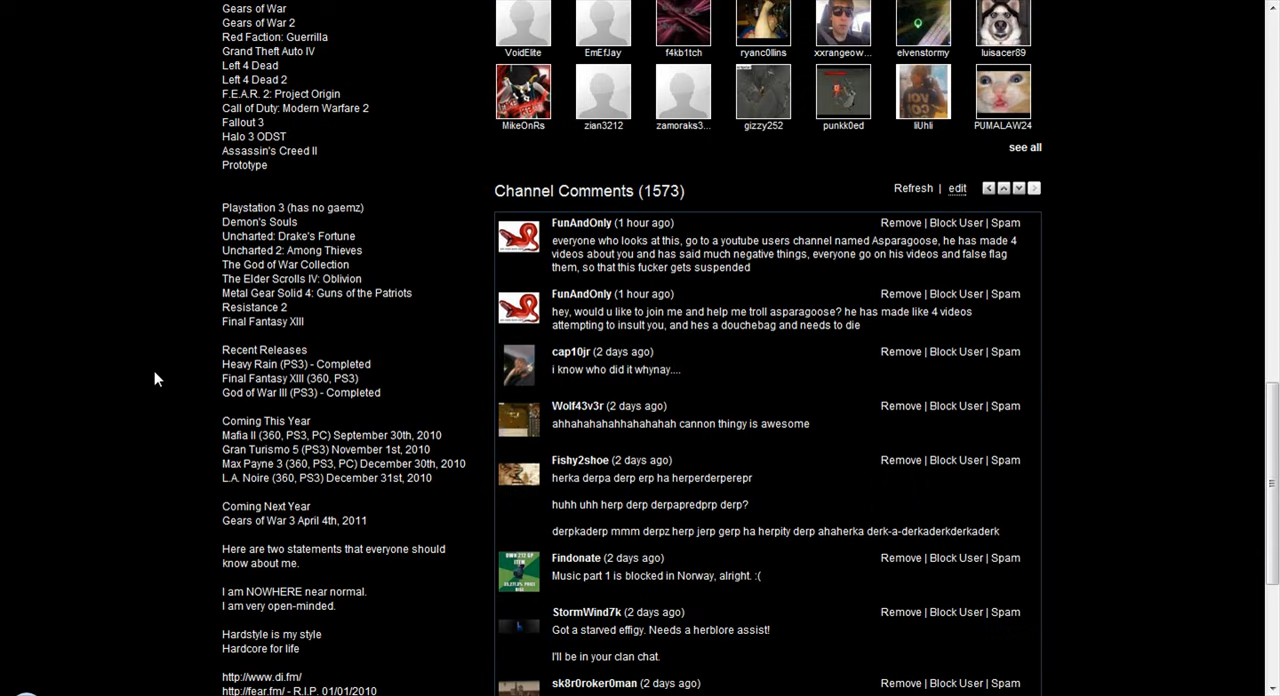 Gears of War
Gears of War 2
Red Faction: Guerrilla
Grand Theft Auto IV
Left 4 Dead
Left 4 Dead 2
F.E.A.R. 2: Project Origin
Call of Duty: Modern Warfare 2
Fallout 3
Halo 3 ODST
Assassin's Creed II
Prototype
Playstation 3 (has no gaemz)
Demon's Souls
Uncharted: Drake's Fortune
Uncharted 2: Among Thieves
The God of War Collection
The Elder Scrolls IV: Oblivion
Metal Gear Solid 4: Guns of the Patriots
Resistance 2
Final Fantasy XIII
Recent Releases
Heavy Rain (PS3) - Completed
Final Fantasy XIII (360, PS3)
God of War III (PS3) - Completed
Coming This Year
Mafia II (360, PS3, PC) September 30th, 2010
Gran Turismo 5 (PS3) November 1st, 2010
Max Payne 3 (360, PS3, PC) December 30th, 2010
L.A. Noire (360, PS3) December 31st, 2010
Coming Next Year
Gears of War 3 April 4th, 2011
Here are two statements that everyone should
know about me.
I am NOWHERE near normal.
I am very open-minded.
Hardstyle is my style
Hardcore for life
http://www.di.fm/
http://fear.fm/ - R.I.P. 01/01/2010
VoidElite EmEfJay f4kb1tch ryanc0llins xxrangeow... elvenstormy luisacer89
MikeOnRs zian3212 zamoraks3... gizzy252 punkk0ed liUhli PUMALAW24
see all
Channel Comments (1573) Refresh | edit
FunAndOnly (1 hour ago) Remove | Block User | Spam
everyone who looks at this, go to a youtube users channel named Asparagoose, he has made 4
videos about you and has said much negative things, everyone go on his videos and false flag
them, so that this fucker gets suspended
FunAndOnly (1 hour ago) Remove | Block User | Spam
hey, would u like to join me and help me troll asparagoose? he has made like 4 videos
attempting to insult you, and hes a douchebag and needs to die
cap10jr (2 days ago) Remove | Block User | Spam
i know who did it whynay....
Wolf43v3r (2 days ago) Remove | Block User | Spam
ahhahahahhahahahah cannon thingy is awesome
Fishy2shoe (2 days ago) Remove | Block User | Spam
herka derpa derp erp ha herperderperepr
huhh uhh herp derp derpapredprp derp?
derpkaderp mmm derpz herp jerp gerp ha herpity derp ahaherka derk-a-derkaderkderkaderk
Findonate (2 days ago) Remove | Block User | Spam
Music part 1 is blocked in Norway, alright. :(
StormWind7k (2 days ago) Remove | Block User | Spam
Got a starved effigy. Needs a herblore assist!
I'll be in your clan chat.
sk8r0roker0man (2 days ago) Remove | Block User | Spam